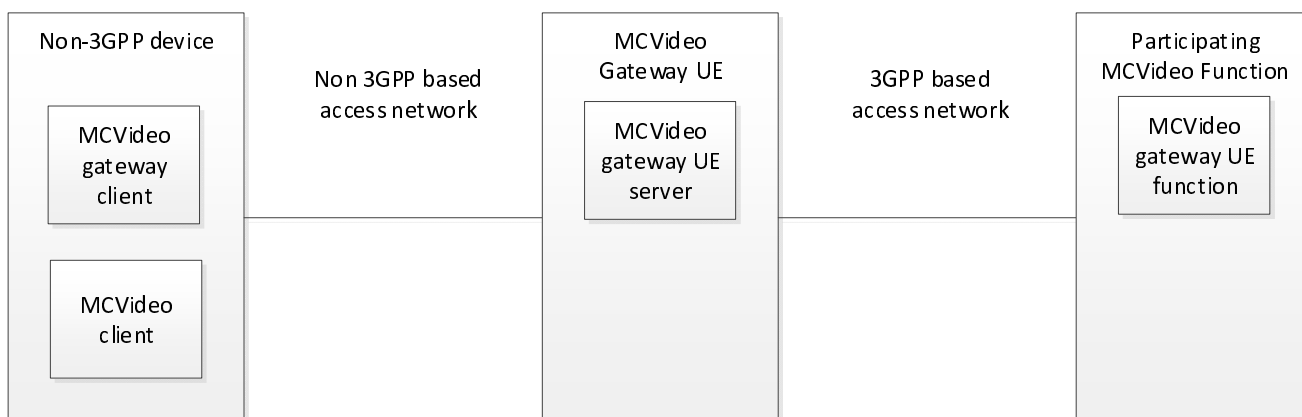 Non-3GPP device
MCVideo
gateway
client
MCVideo
client
Non 3GPP based
access network
MCVideo
Gateway UE
MCVideo
gateway UE
server
3GPP based
access network
Participating
MCVideo Function
MCVideo
gateway UE
function